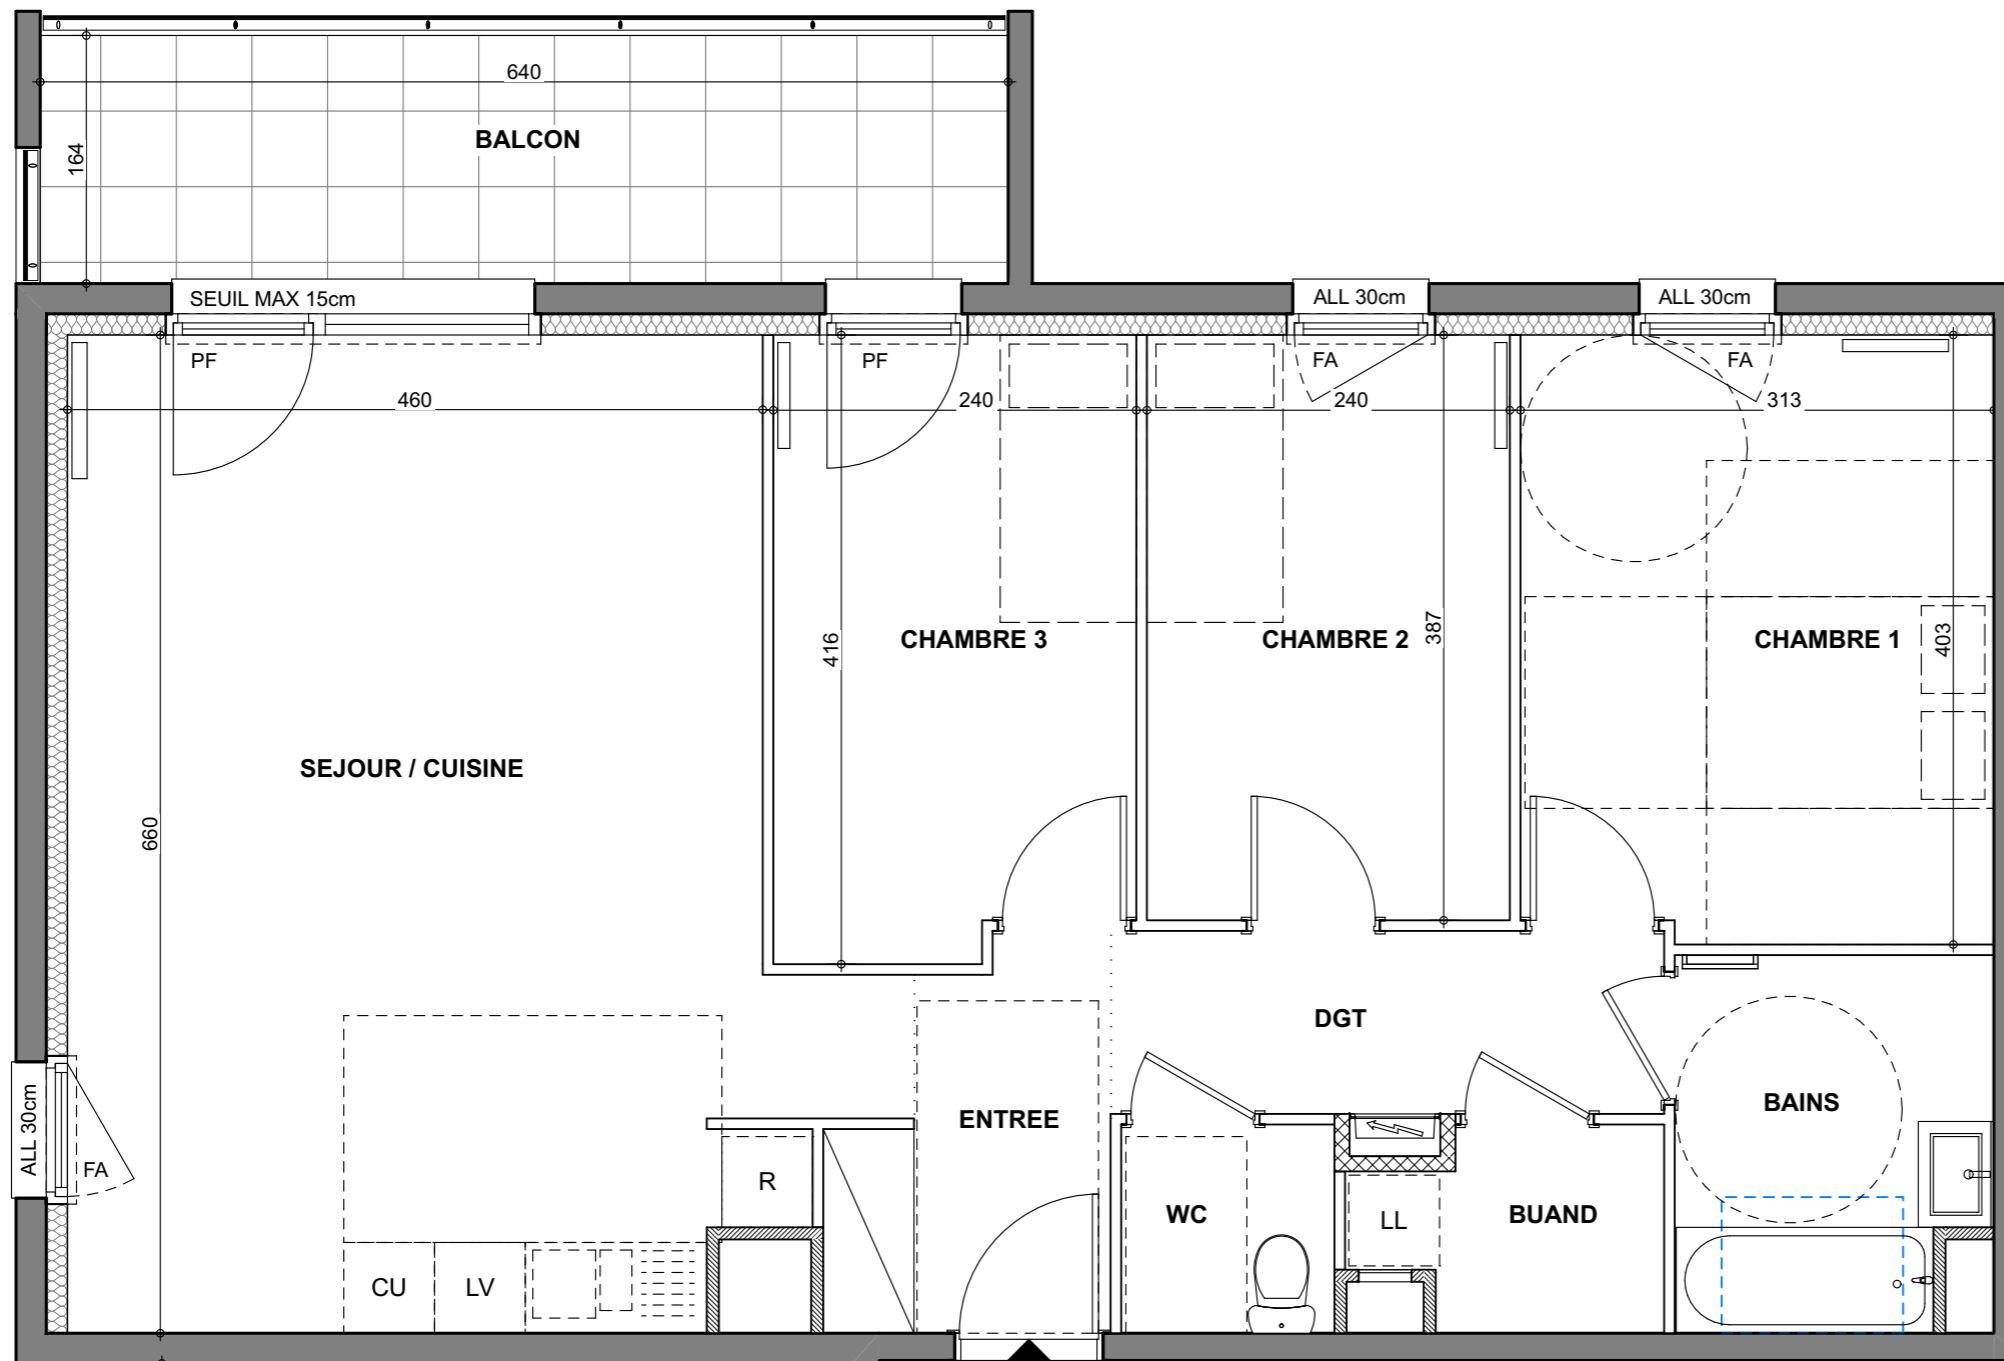 640
BALCON
164
SEUIL MAX 15cm
ALL 30cm
ALL 30cm
PF
PF
FA
FA
460
240
240
313
CHAMBRE 3
CHAMBRE 2
CHAMBRE 1
416
387
403
SEJOUR / CUISINE
660
DGT
ENTREE
BAINS
ALL 30cm
FA
R
WC
LL
BUAND
CU
LV